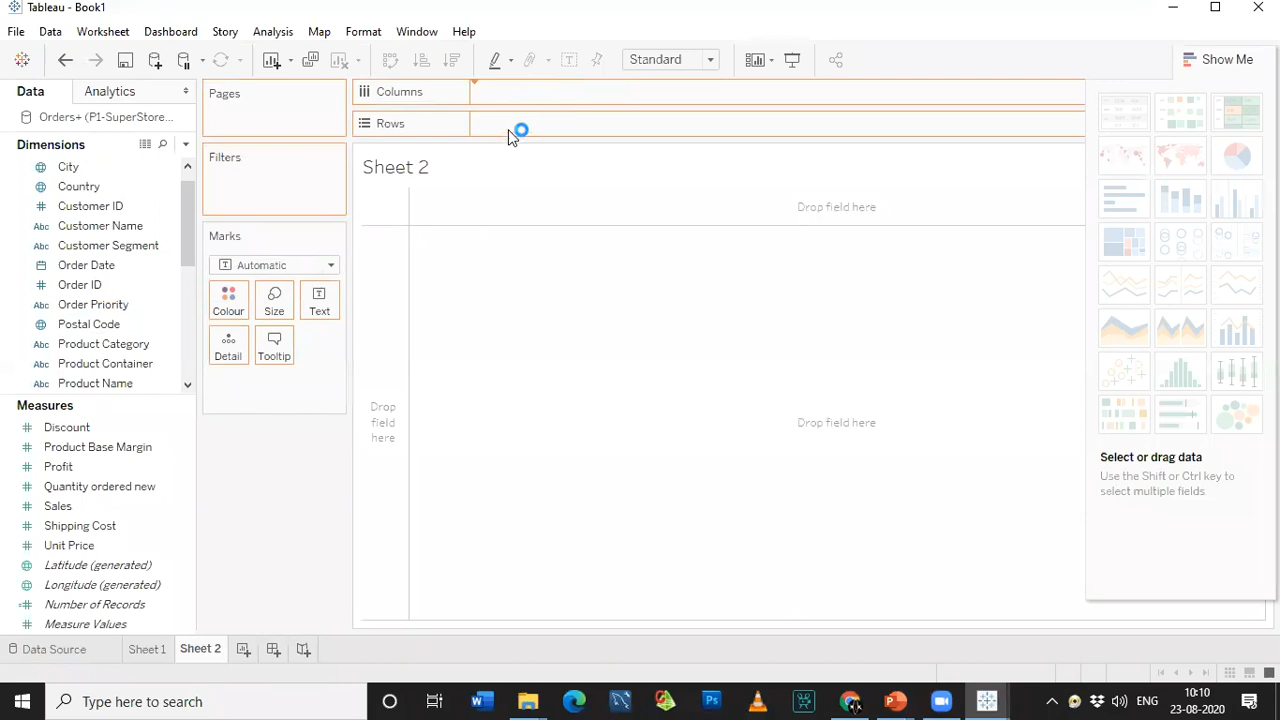 Tableau - Book1
File Data Worksheet Dashboard Story Analysis Map Format Window Help
Standard
Show Me
Data Analytics
Orders+ (P1-SuperStore...
Dimensions
City
Country
Customer ID
Abc Customer Name
Abc Customer Segment
Order Date
Order ID
Abc Order Priority
Postal Code
Abc Product Category
Abc Product Container
Abc Product Name
Measures
Discount
Product Base Margin
Profit
Quantity ordered new
Sales
Shipping Cost
Unit Price
Latitude (generated)
Longitude (generated)
Number of Records
Measure Values
Pages
Filters
Marks
Automatic
Colour Size Text
Detail Tooltip
Columns
Rows
Sheet 2
Drop field here
Drop
field
here
Drop field here
Select or drag data
Use the Shift or Ctrl key to
select multiple fields
Data Source Sheet 1 Sheet 2
Type here to search
ENG
10:10
23-08-2020